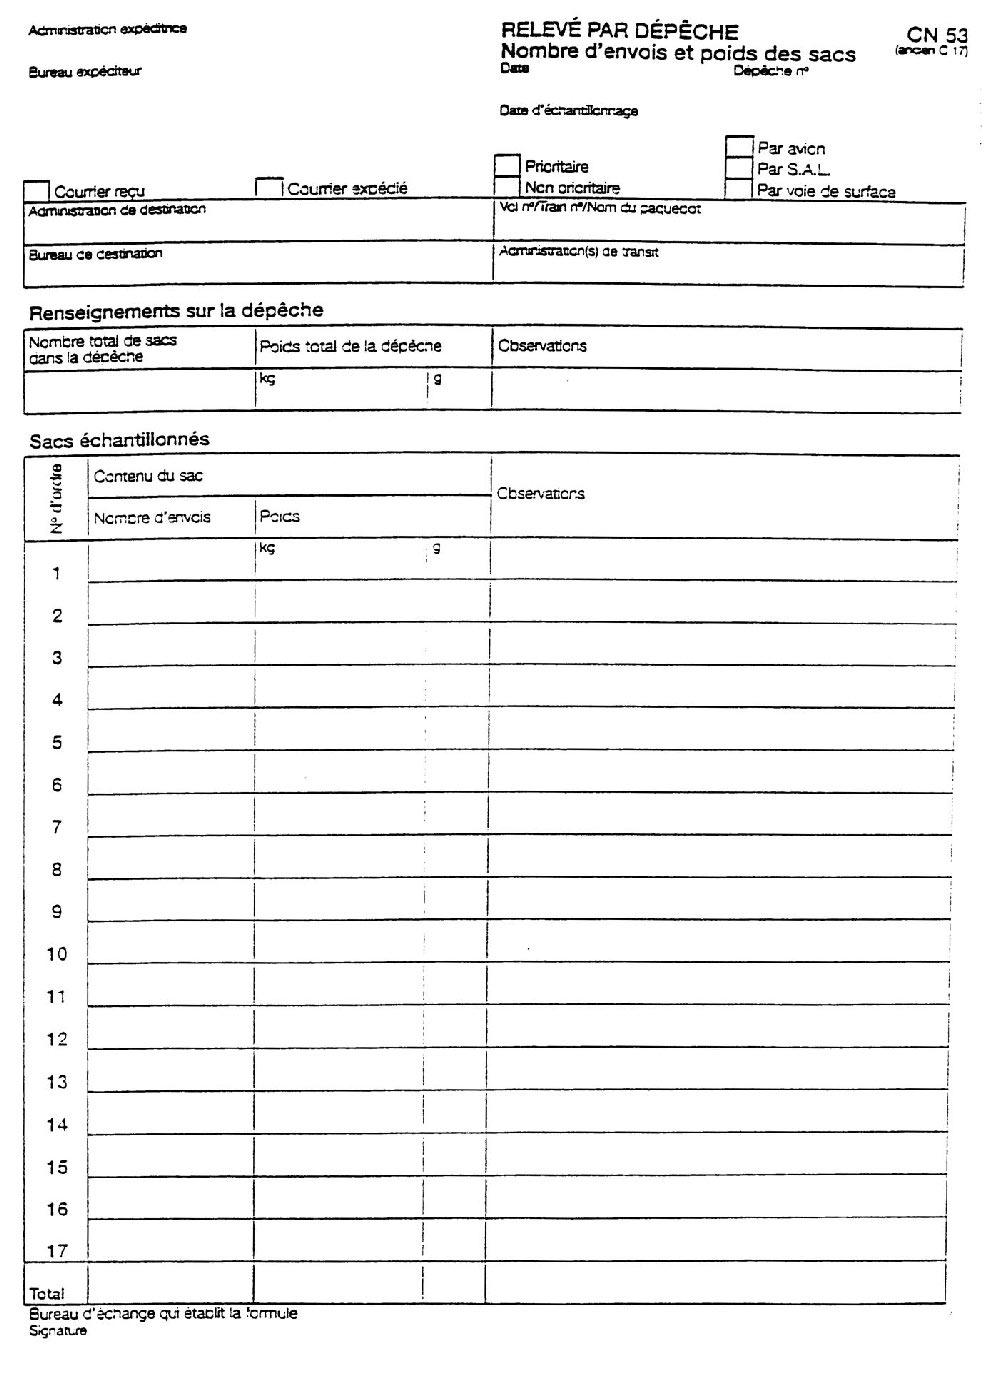 Administration expéditrice
Bureau expéditeur
RELEVÉ PAR DÉPÊCHE
Nombre d'envois et poids des sacs
CN 53
(ancien C 17)
Date
Dépêche n°
Date d'échantillonnage
Courrier reçu
Courrier expédié
Prioritaire
Non prioritaire
Par avion
Par S.A.L.
Par voie de surface
Administration de destination
Vol n°/Train n°/Nom du paquebot
Bureau de destination
Administration(s) de transit
Renseignements sur la dépêche
Nombre total de sacs
dans la dépêche
Poids total de la dépêche
Observations
kg
g
Sacs échantillonnés
N° d'ordre
Contenu du sac
Observations
Nombre d'envois
Poids
kg
g
1
2
3
4
5
6
7
8
9
10
11
12
13
14
15
16
17
Total
Bureau d'échange qui établit la formule
Signature